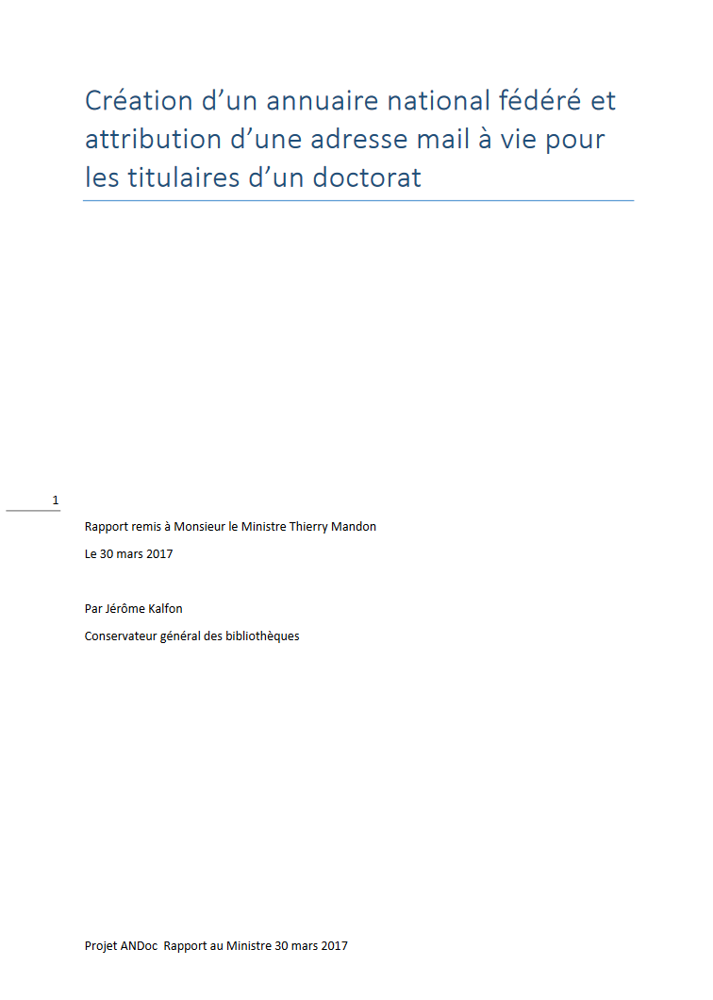 Création d’un annuaire national fédéré et
attribution d’une adresse mail à vie pour
les titulaires d’un doctorat
1
Rapport remis à Monsieur le Ministre Thierry Mandon
Le 30 mars 2017
Par Jérôme Kalfon
Conservateur général des bibliothèques
Projet ANDoc  Rapport au Ministre 30 mars 2017